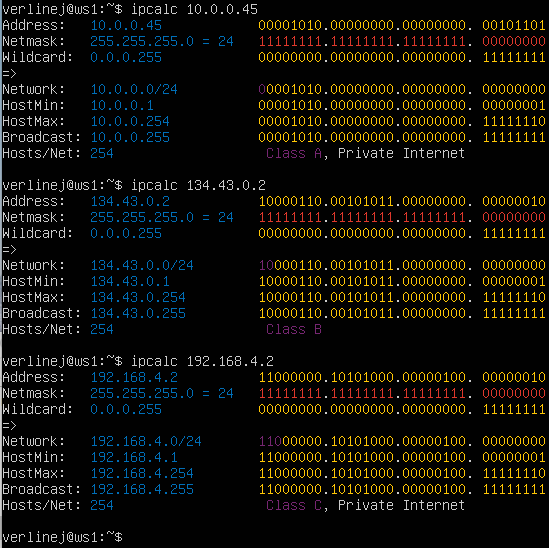 verlinej@ws1:~$ ipcalc 10.0.0.45
Address:   10.0.0.45            00001010.00000000.00000000. 00101101
Netmask:   255.255.255.0 = 24   11111111.11111111.11111111. 00000000
Wildcard:  0.0.0.255            00000000.00000000.00000000. 11111111
=>
Network:   10.0.0.0/24          00001010.00000000.00000000. 00000000
HostMin:   10.0.0.1             00001010.00000000.00000000. 00000001
HostMax:   10.0.0.254           00001010.00000000.00000000. 11111110
Broadcast: 10.0.0.255           00001010.00000000.00000000. 11111111
Hosts/Net: 254                   Class A, Private Internet
verlinej@ws1:~$ ipcalc 134.43.0.2
Address:   134.43.0.2           10000110.00101011.00000000. 00000010
Netmask:   255.255.255.0 = 24   11111111.11111111.11111111. 00000000
Wildcard:  0.0.0.255            00000000.00000000.00000000. 11111111
=>
Network:   134.43.0.0/24        10000110.00101011.00000000. 00000000
HostMin:   134.43.0.1           10000110.00101011.00000000. 00000001
HostMax:   134.43.0.254         10000110.00101011.00000000. 11111110
Broadcast: 134.43.0.255         10000110.00101011.00000000. 11111111
Hosts/Net: 254                   Class B
verlinej@ws1:~$ ipcalc 192.168.4.2
Address:   192.168.4.2          11000000.10101000.00000100. 00000010
Netmask:   255.255.255.0 = 24   11111111.11111111.11111111. 00000000
Wildcard:  0.0.0.255            00000000.00000000.00000000. 11111111
=>
Network:   192.168.4.0/24       11000000.10101000.00000100. 00000000
HostMin:   192.168.4.1          11000000.10101000.00000100. 00000001
HostMax:   192.168.4.254        11000000.10101000.00000100. 11111110
Broadcast: 192.168.4.255        11000000.10101000.00000100. 11111111
Hosts/Net: 254                   Class C, Private Internet
verlinej@ws1:~$